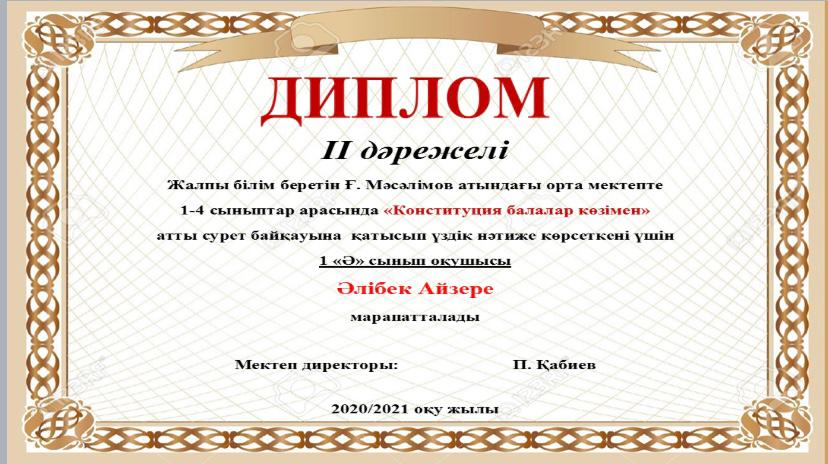 ДИПЛОМ
II дәрежелі
Жалпы білім беретін Ғ. Мәсәлімов атындағы орта мектепте
1-4 сыныптар арасында «Конституция балалар көзімен»
атты сурет байқауына қатысып үздік нәтиже көрсеткені үшін
1 «Ә» сынып оқушысы
Әлібек Айзере
марапатталады
Мектеп директоры: П. Қабиев
2020/2021 оқу жылы